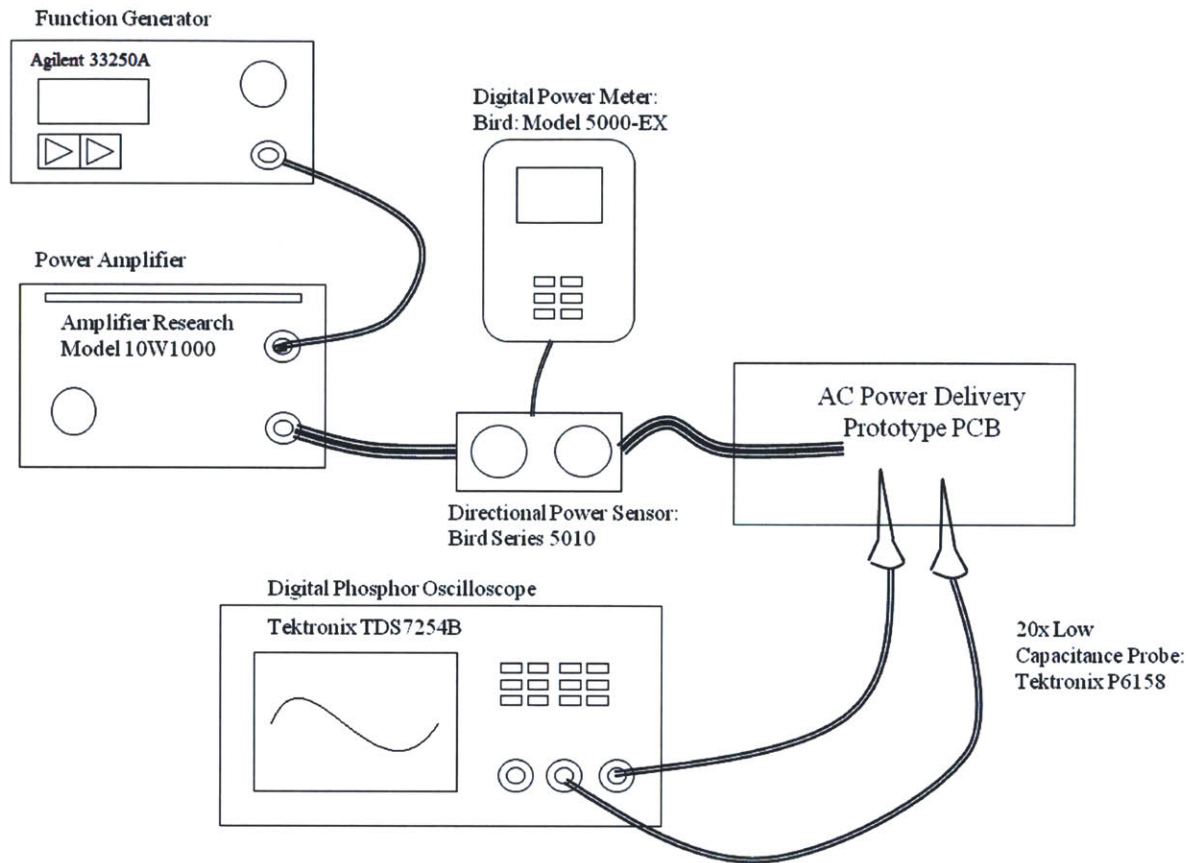 Function Generator
Agilent 33250A
Digital Power Meter:
Bird: Model 5000-EX
Power Amplifier
Amplifier Research
Model 10W1000
AC Power Delivery
Prototype PCB
Directional Power Sensor:
Bird Series 5010
Digital Phosphor Oscilloscope
Tektronix TDS7254B
20x Low
Capacitance Probe:
Tektronix P6158